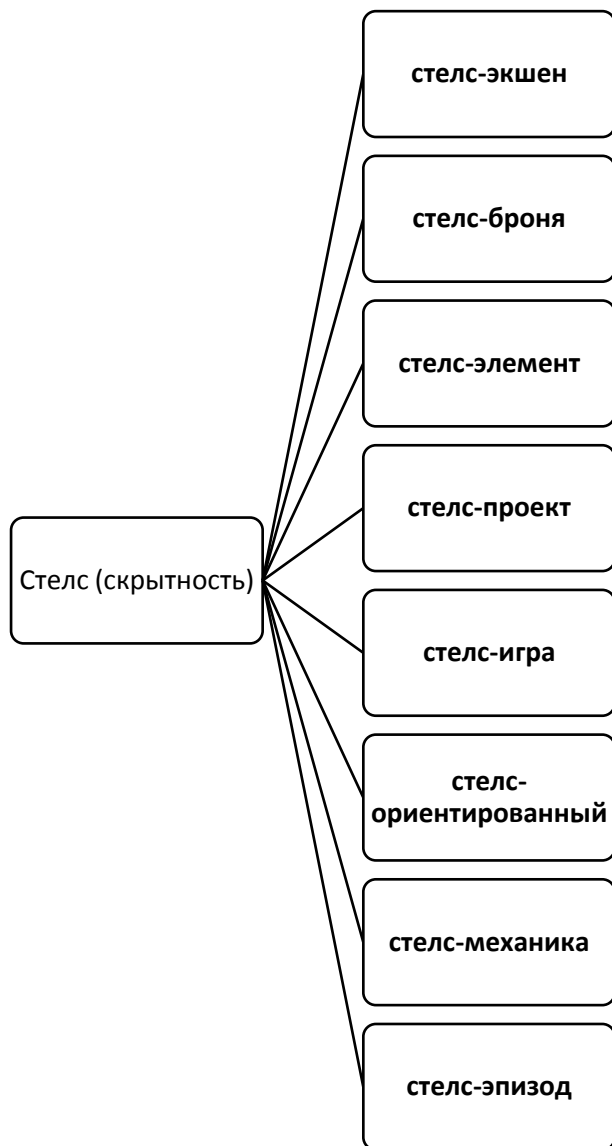 стелс-экшен
стелс-броня
стелс-элемент
стелс-проект
Стелс (скрытность)
стелс-игра
стелс-
ориентированный
стелс-механика
стелс-эпизод